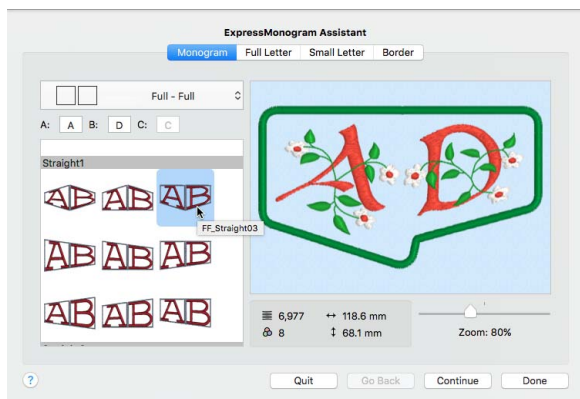 ExpressMonogram Assistant
Monogram Full Letter Small Letter Border
Full - Full
A: A B: D C: C
Straight1
AB AB AB
FF_Straight03
AB AB AB
AB AB AB
A D
6,977 ↔ 118.6 mm
8 ↕ 68.1 mm
Zoom: 80%
? Quit Go Back Continue Done